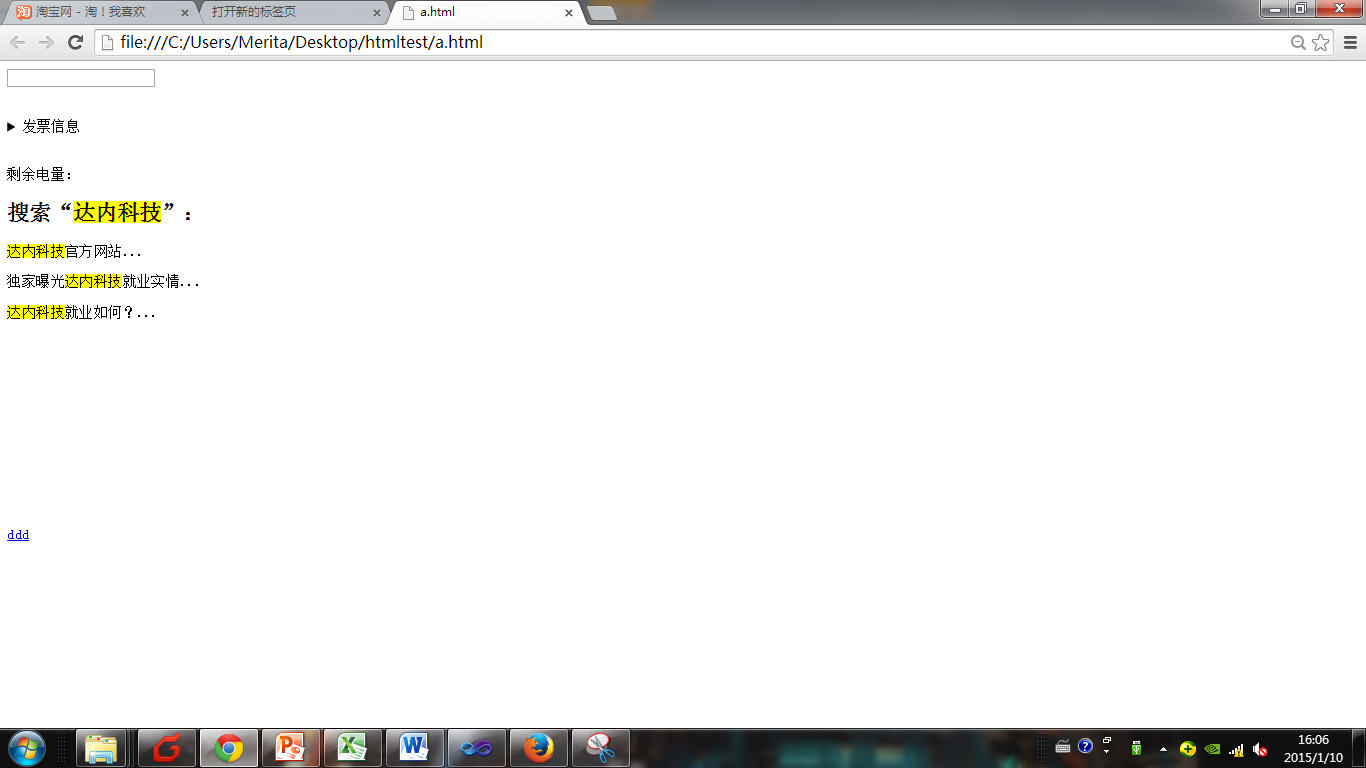 淘宝网 - 淘！我喜欢
打开新的标签页
a.html
file:///C:/Users/Merita/Desktop/htmltest/a.html
发票信息
剩余电量：
搜索“达内科技”：
达内科技官方网站...
独家曝光达内科技就业实情...
达内科技就业如何？...
ddd
16:06
2015/1/10